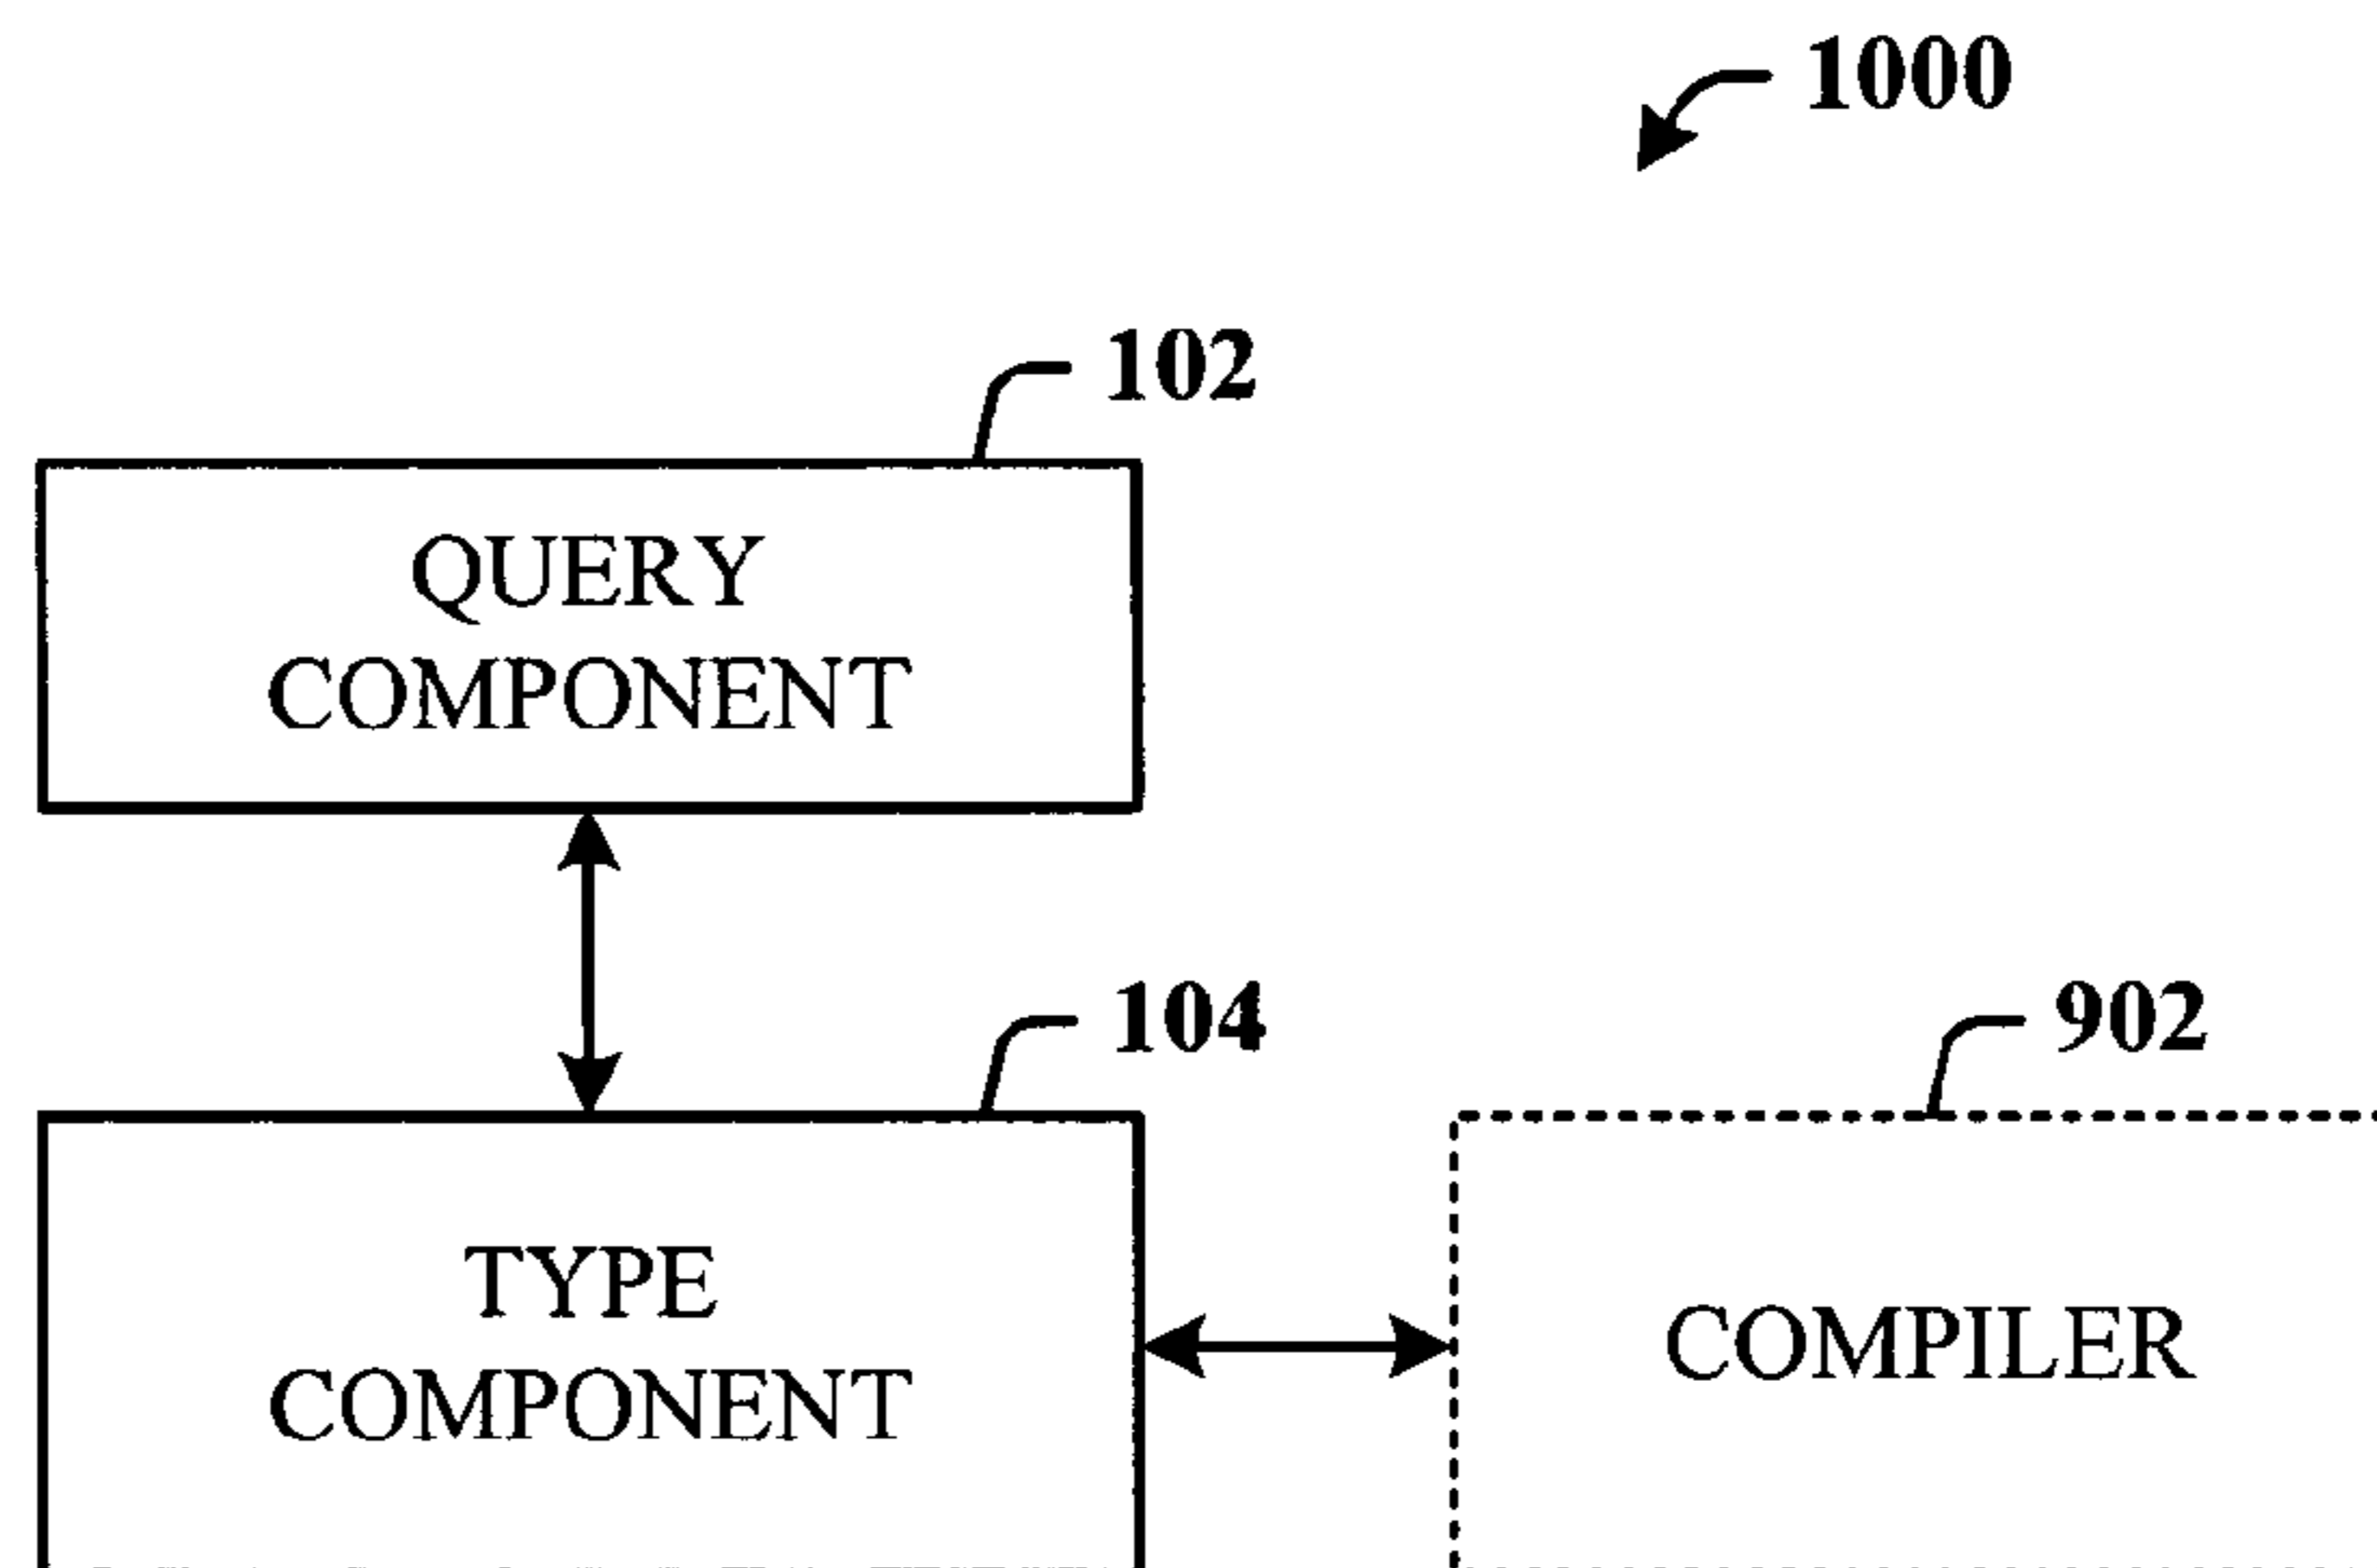 1000
102
QUERY
COMPONENT
104
902
TYPE
COMPONENT
COMPILER